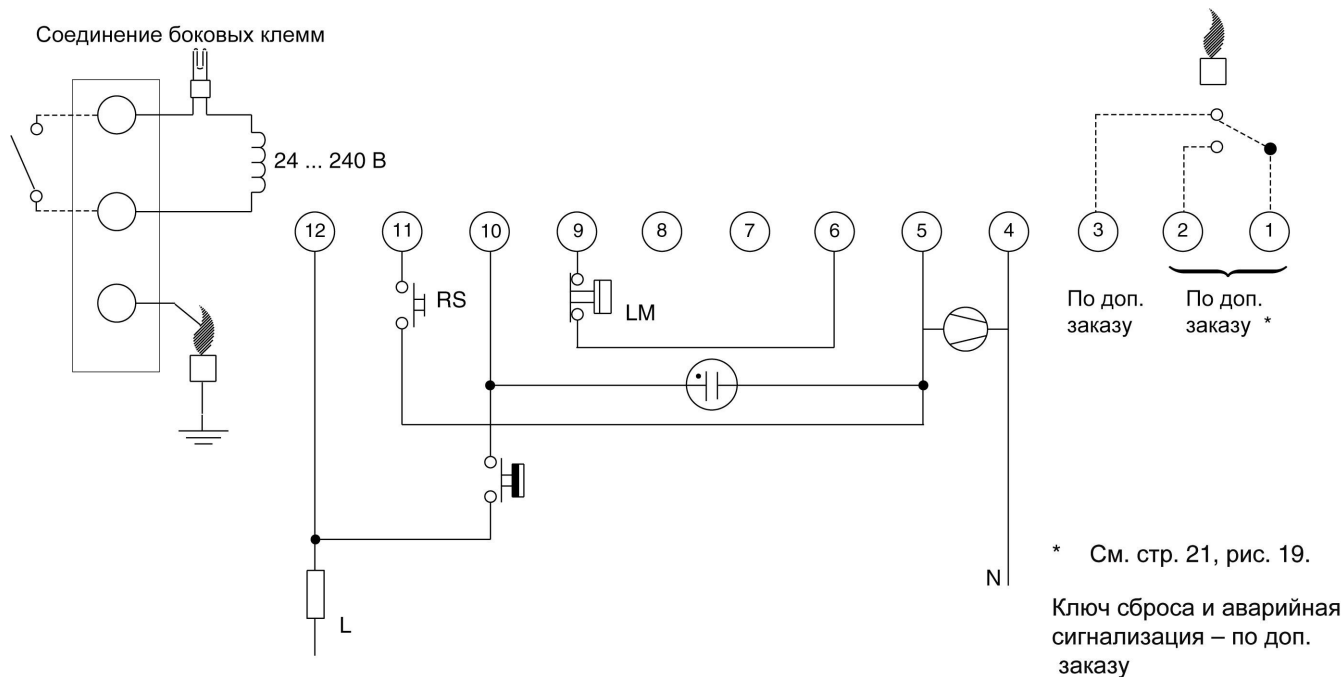 Соединение боковых клемм
24 ... 240 В
12 11 10 9 8 7 6 5 4 3 2 1
RS
LM
По доп.
заказу
По доп.
заказу *
L
N
* См. стр. 21, рис. 19.
Ключ сброса и аварийная
сигнализация – по доп.
заказу